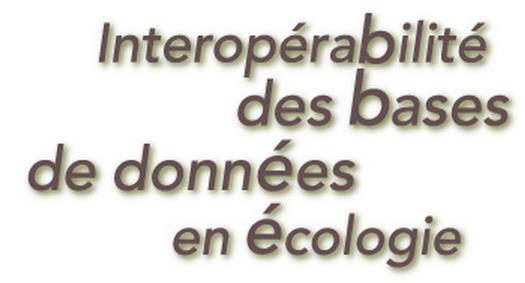 Interopérabilité
des bases
de données
en écologie